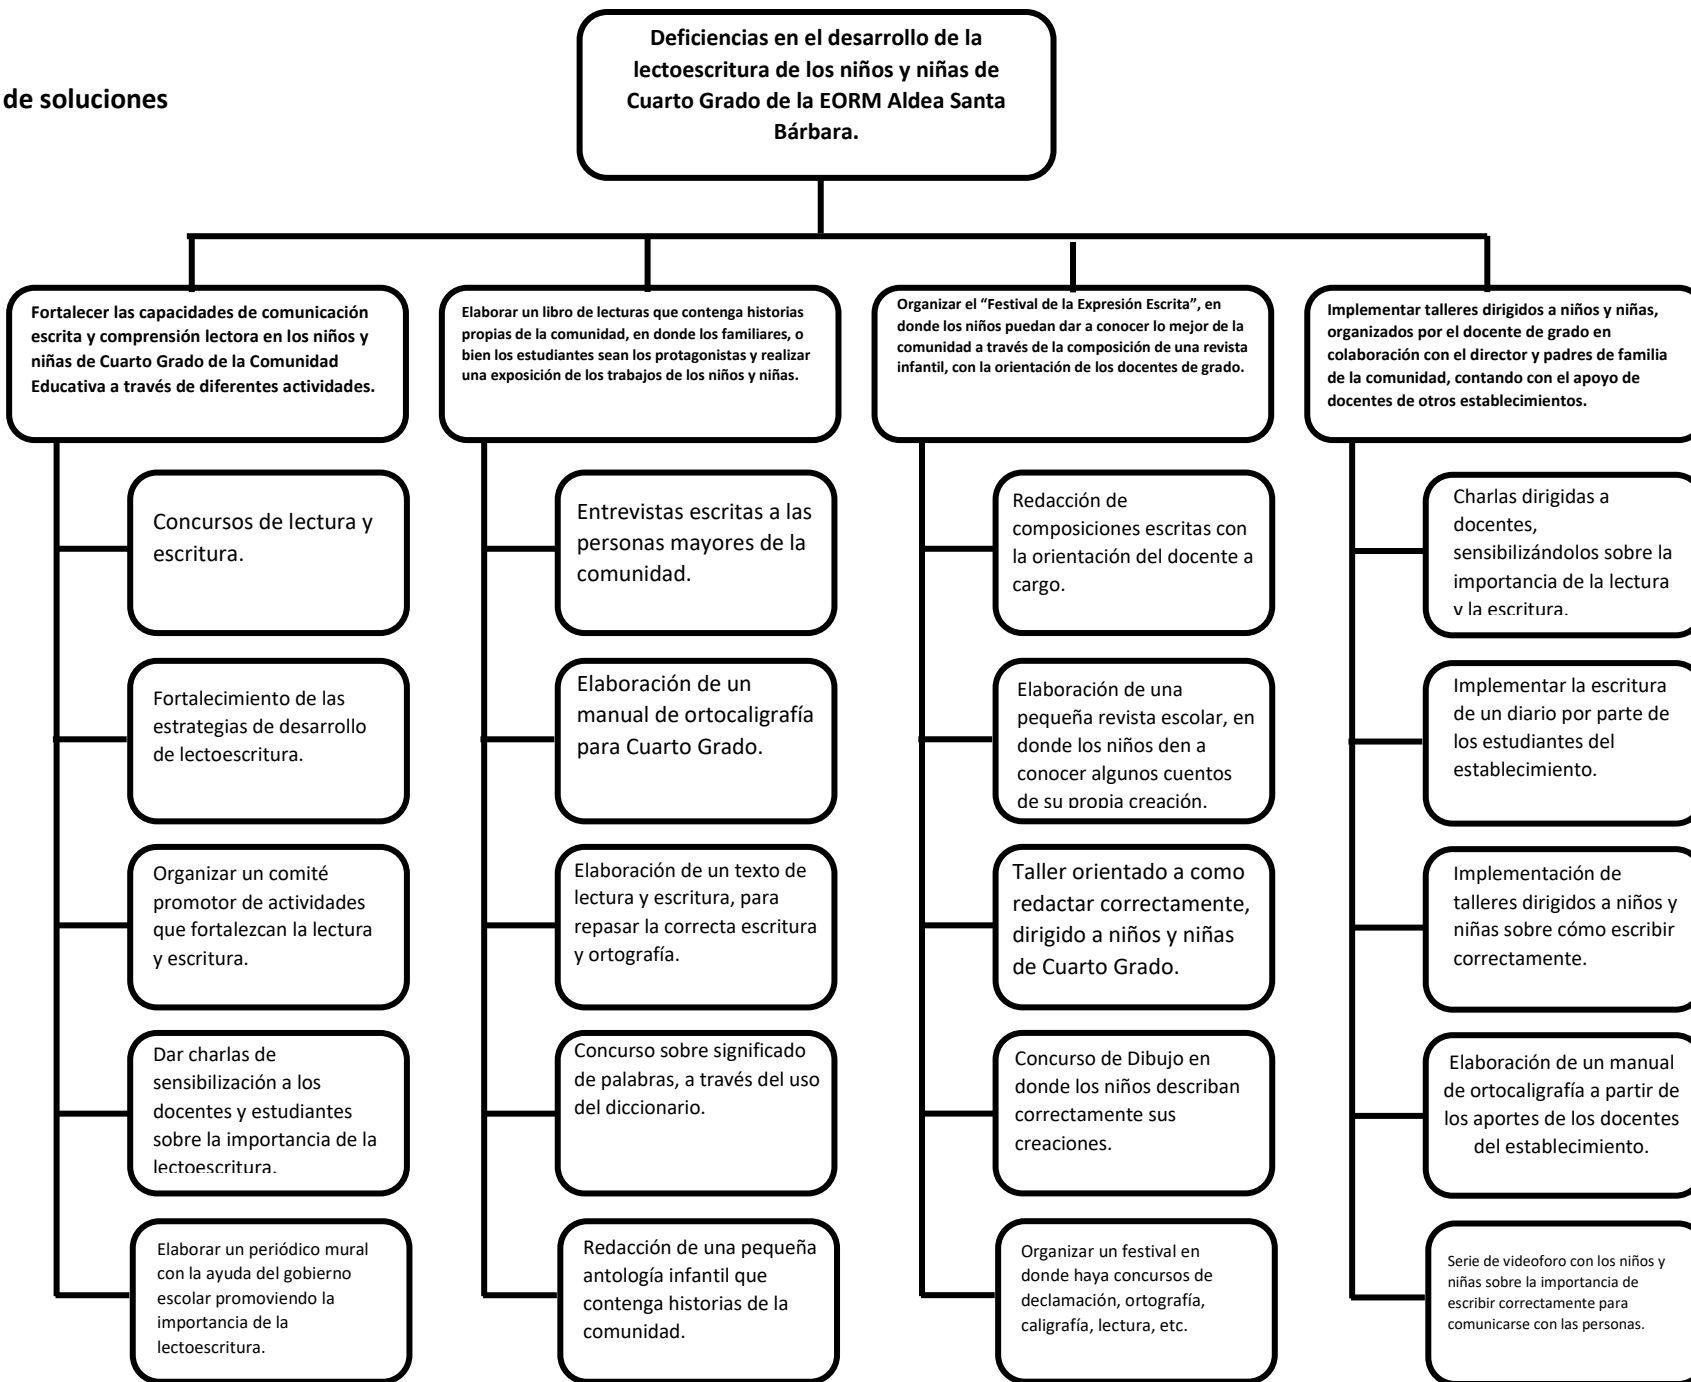 de soluciones
Deficiencias en el desarrollo de la
lectoescritura de los niños y niñas de
Cuarto Grado de la EORM Aldea Santa
Bárbara.
Fortalecer las capacidades de comunicación
escrita y comprensión lectora en los niños y
niñas de Cuarto Grado de la Comunidad
Educativa a través de diferentes actividades.
Concursos de lectura y
escritura.
Fortalecimiento de las
estrategias de desarrollo
de lectoescritura.
Organizar un comité
promotor de actividades
que fortalezcan la lectura
y escritura.
Dar charlas de
sensibilización a los
docentes y estudiantes
sobre la importancia de la
lectoescritura.
Elaborar un periódico mural
con la ayuda del gobierno
escolar promoviendo la
importancia de la
lectoescritura.
Elaborar un libro de lecturas que contenga historias
propias de la comunidad, en donde los familiares, o
bien los estudiantes sean los protagonistas y realizar
una exposición de los trabajos de los niños y niñas.
Entrevistas escritas a las
personas mayores de la
comunidad.
Elaboración de un
manual de ortocaligrafía
para Cuarto Grado.
Elaboración de un texto de
lectura y escritura, para
repasar la correcta escritura
y ortografía.
Concurso sobre significado
de palabras, a través del uso
del diccionario.
Redacción de una pequeña
antología infantil que
contenga historias de la
comunidad.
Organizar el “Festival de la Expresión Escrita”, en
donde los niños puedan dar a conocer lo mejor de la
comunidad a través de la composición de una revista
infantil, con la orientación de los docentes de grado.
Redacción de
composiciones escritas con
la orientación del docente a
cargo.
Elaboración de una
pequeña revista escolar, en
donde los niños den a
conocer algunos cuentos
de su propia creación.
Taller orientado a como
redactar correctamente,
dirigido a niños y niñas
de Cuarto Grado.
Concurso de Dibujo en
donde los niños describan
correctamente sus
creaciones.
Organizar un festival en
donde haya concursos de
declamación, ortografía,
caligrafía, lectura, etc.
Implementar talleres dirigidos a niños y niñas,
organizados por el docente de grado en
colaboración con el director y padres de familia
de la comunidad, contando con el apoyo de
docentes de otros establecimientos.
Charlas dirigidas a
docentes,
sensibilizándolos sobre la
importancia de la lectura
y la escritura.
Implementar la escritura
de un diario por parte de
los estudiantes del
establecimiento.
Implementación de
talleres dirigidos a niños y
niñas sobre cómo escribir
correctamente.
Elaboración de un manual
de ortocaligrafía a partir de
los aportes de los docentes
del establecimiento.
Serie de videoforo con los niños y
niñas sobre la importancia de
escribir correctamente para
comunicarse con las personas.